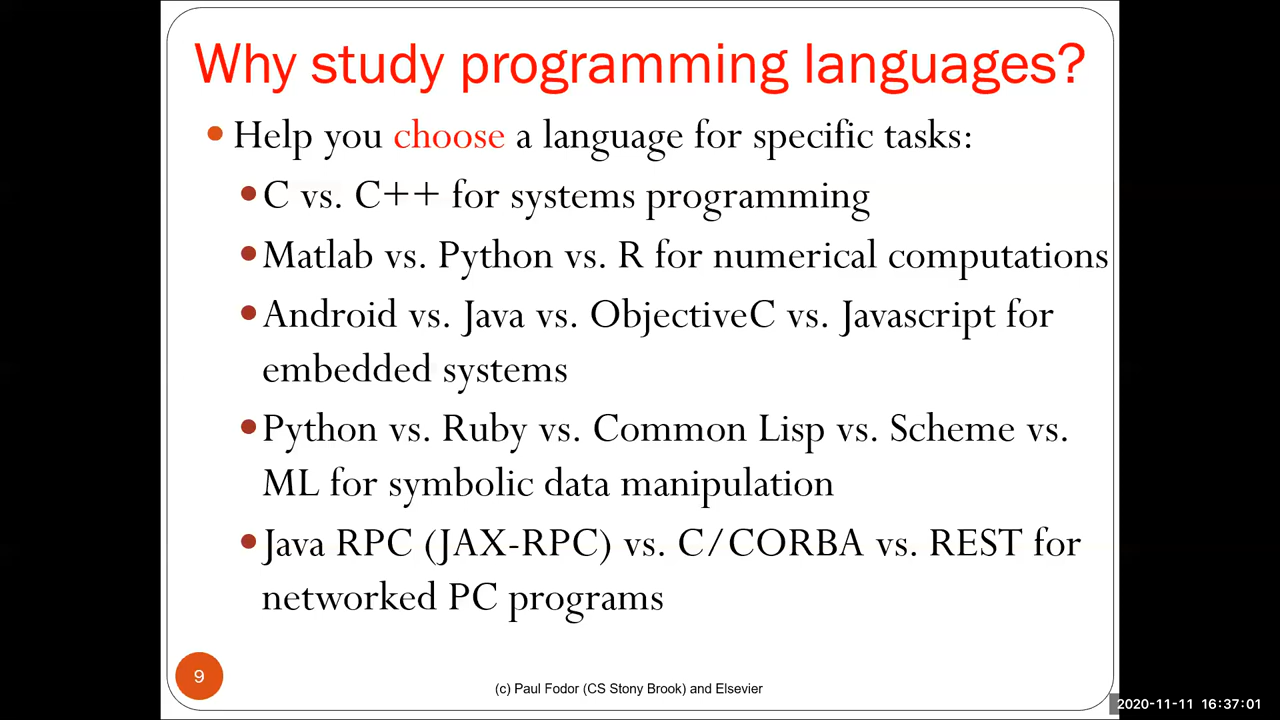 Why study programming languages?
• Help you choose a language for specific tasks:
• C vs. C++ for systems programming
• Matlab vs. Python vs. R for numerical computations
• Android vs. Java vs. ObjectiveC vs. Javascript for
embedded systems
• Python vs. Ruby vs. Common Lisp vs. Scheme vs.
ML for symbolic data manipulation
• Java RPC (JAX-RPC) vs. C/CORBA vs. REST for
networked PC programs
9
(c) Paul Fodor (CS Stony Brook) and Elsevier
2020-11-11 16:37:01